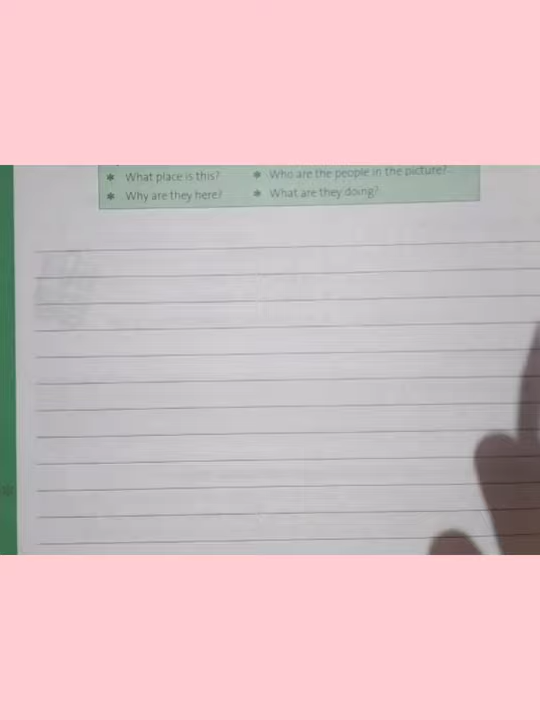 * What place is this? * Who are the people in the picture?
* Why are they here? * What are they doing?